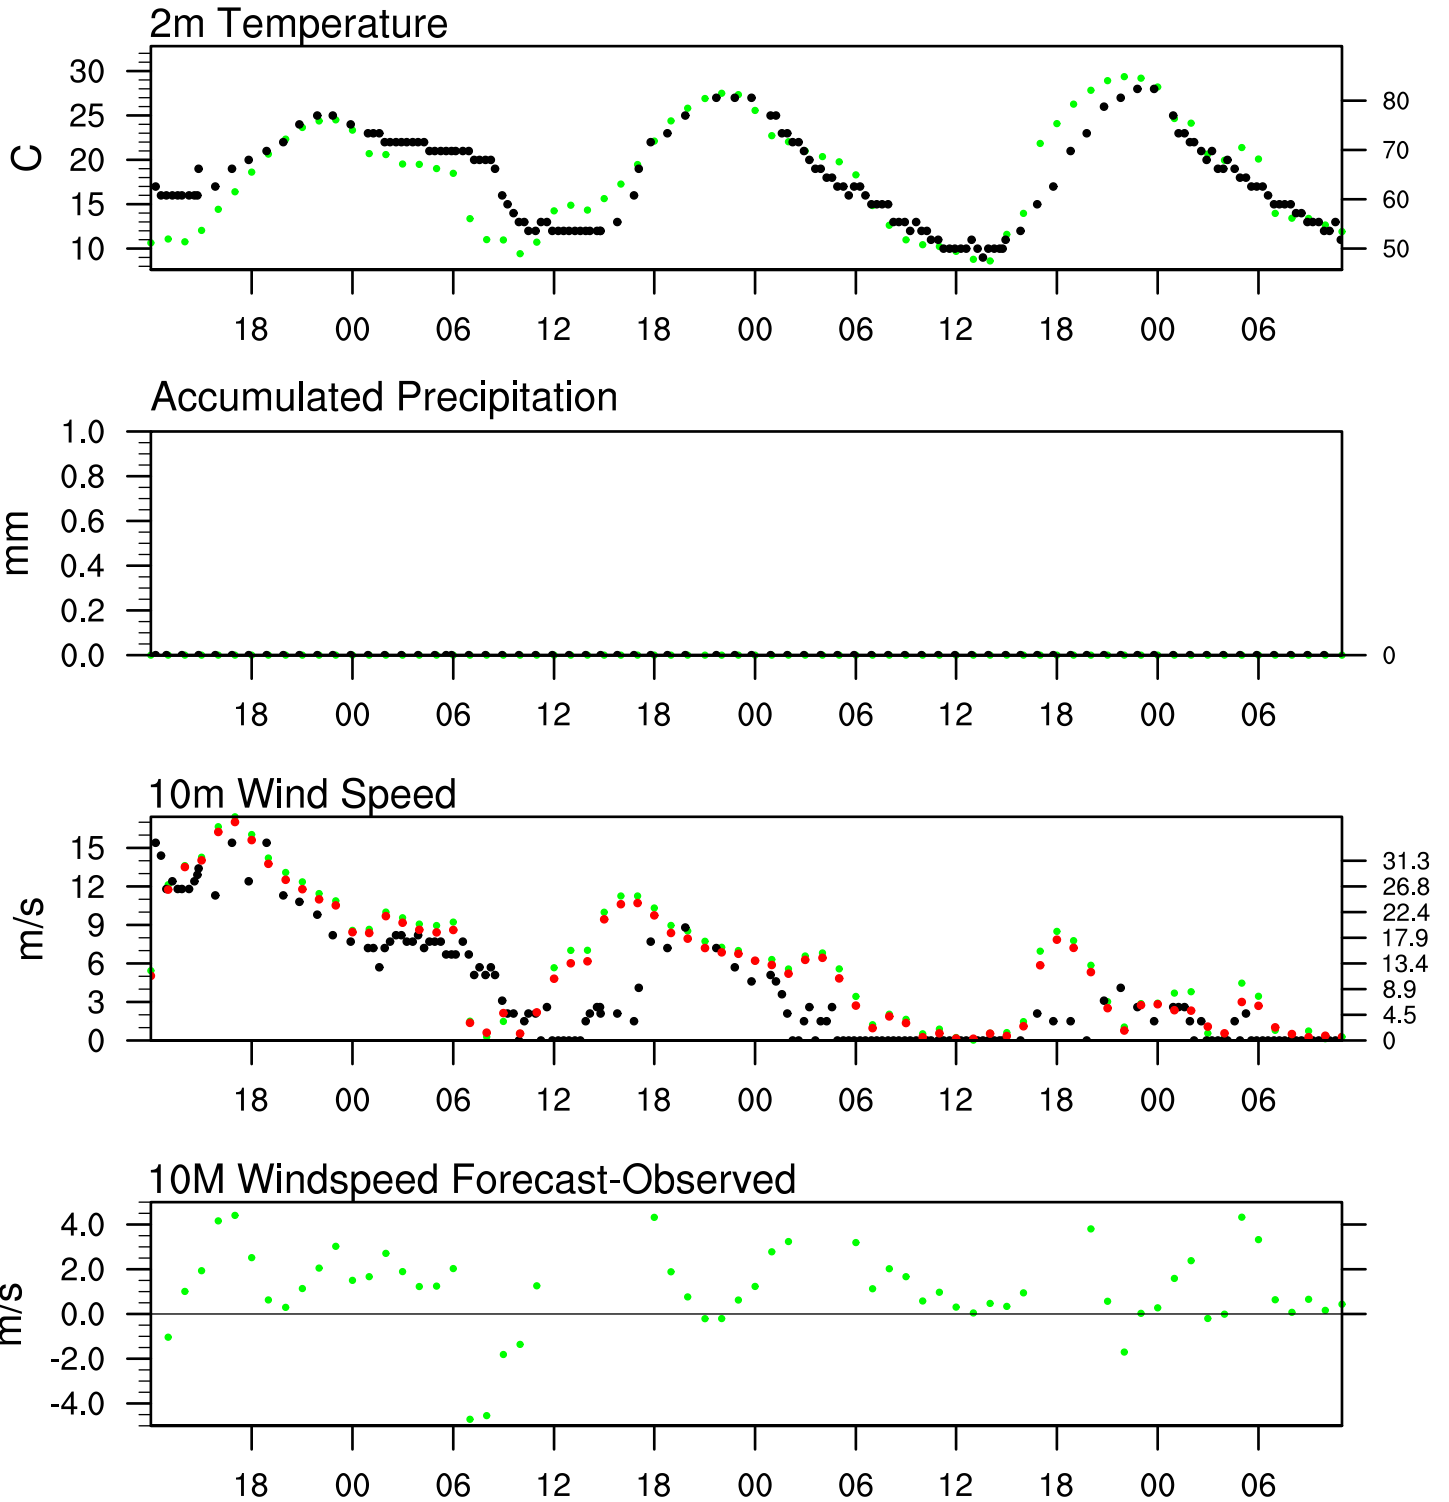 2m Temperature
30
25
20
15
10
C
80
70
60
50
18 00 06 12 18 00 06 12 18 00 06
Accumulated Precipitation
1.0
0.8
0.6
0.4
0.2
0.0
mm
0
18 00 06 12 18 00 06 12 18 00 06
10m Wind Speed
15
12
9
6
3
0
m/s
31.3
26.8
22.4
17.9
13.4
8.9
4.5
0
18 00 06 12 18 00 06 12 18 00 06
10M Windspeed Forecast-Observed
4.0
2.0
0.0
-2.0
-4.0
m/s
18 00 06 12 18 00 06 12 18 00 06